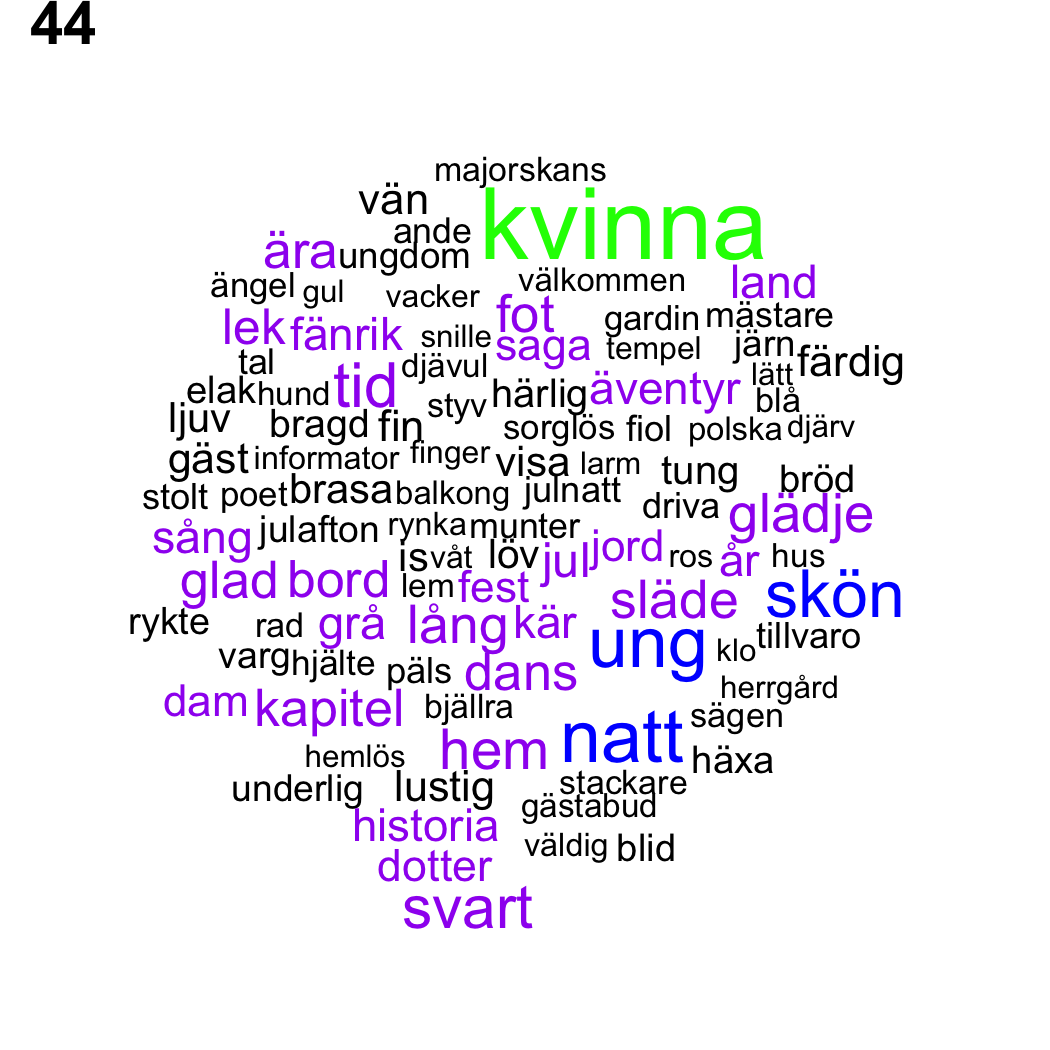 44
majorskans
vän kvinna
ande
ära ungdom
ängel gul vacker välkommen land
lek fänrik snille fot gardin mästare
saga tempel järn färdig
tal djävul lätt
elak hund tid styv härlig äventyr blå
ljuv bragd fin sorglös fiol polska djärv
gäst informator finger visa larm tung bröd
stolt poet brasa balkong julnatt driva glädje
sång julafton rynka munter
is våt löv jul jord ros år hus
glad bord lem fest släde skön
rykte rad grå lång kär ung klo tillvaro
varg hjälte päls dans
dam kapitel bjällra herrgård
natt sägen
hemlös hem häxa
underlig lustig stackare
gästabud
historia väldig blid
dotter
svart